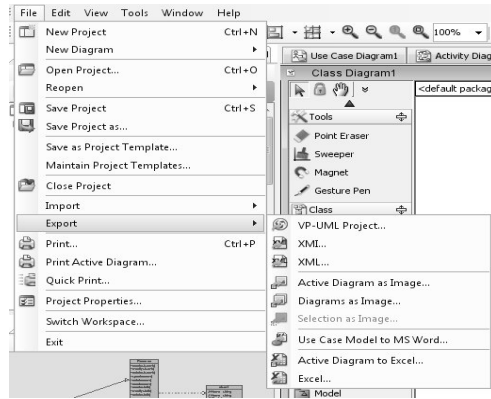 File Edit View Tools Window Help
New Project Ctrl+N
New Diagram
Open Project... Ctrl+O
Reopen
Save Project Ctrl+S
Save Project as...
Save as Project Template...
Maintain Project Templates...
Close Project
Import
Export
Print... Ctrl+P
Print Active Diagram...
Quick Print...
Project Properties...
Switch Workspace...
Exit
100%
Use Case Diagram1 Activity Diag
Class Diagram1
<default packag
Tools
Point Eraser
Sweeper
Magnet
Gesture Pen
Class
VP-UML Project...
XMI...
XML...
Active Diagram as Image...
Diagrams as Image...
Selection as Image...
Use Case Model to MS Word...
Active Diagram to Excel...
Excel...
Model